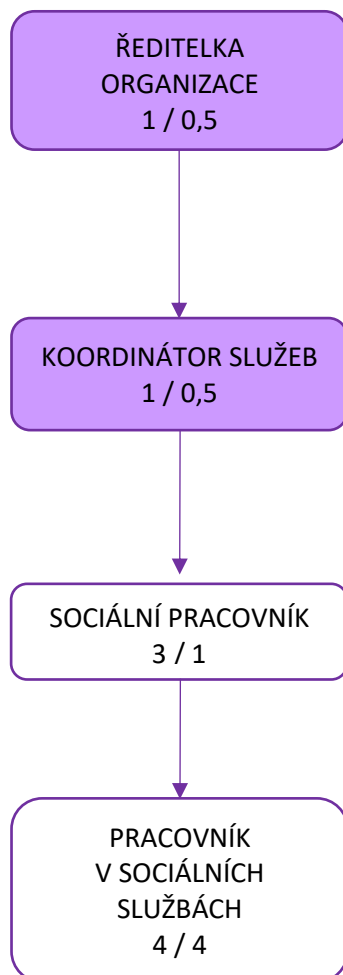 ŘEDITELKA
ORGANIZACE
1 / 0,5
KOORDINÁTOR SLUŽEB
1 / 0,5
SOCIÁLNÍ PRACOVNÍK
3 / 1
PRACOVNÍK
V SOCIÁLNÍCH
SLUŽBÁCH
4 / 4